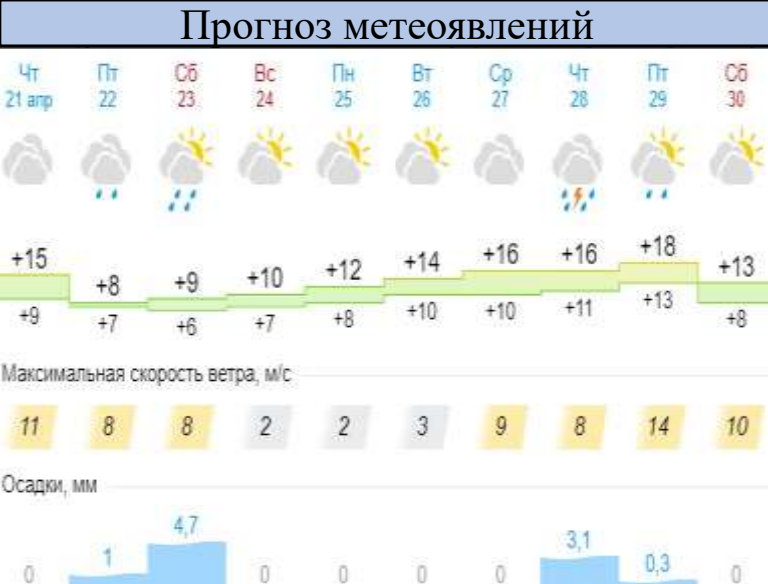 Прогноз метеоявлений
Чт Пт Сб Вс Пн Вт Ср Чт Пт Сб
21 апр 22 23 24 25 26 27 28 29 30
+15 +8 +9 +10 +12 +14 +16 +16 +18 +13
+9 +7 +6 +7 +8 +10 +10 +11 +13 +8
Максимальная скорость ветра, м/с
11 8 8 2 2 3 9 8 14 10
Осадки, мм
0 1 4,7 0 0 0 0 3,1 0,3 0